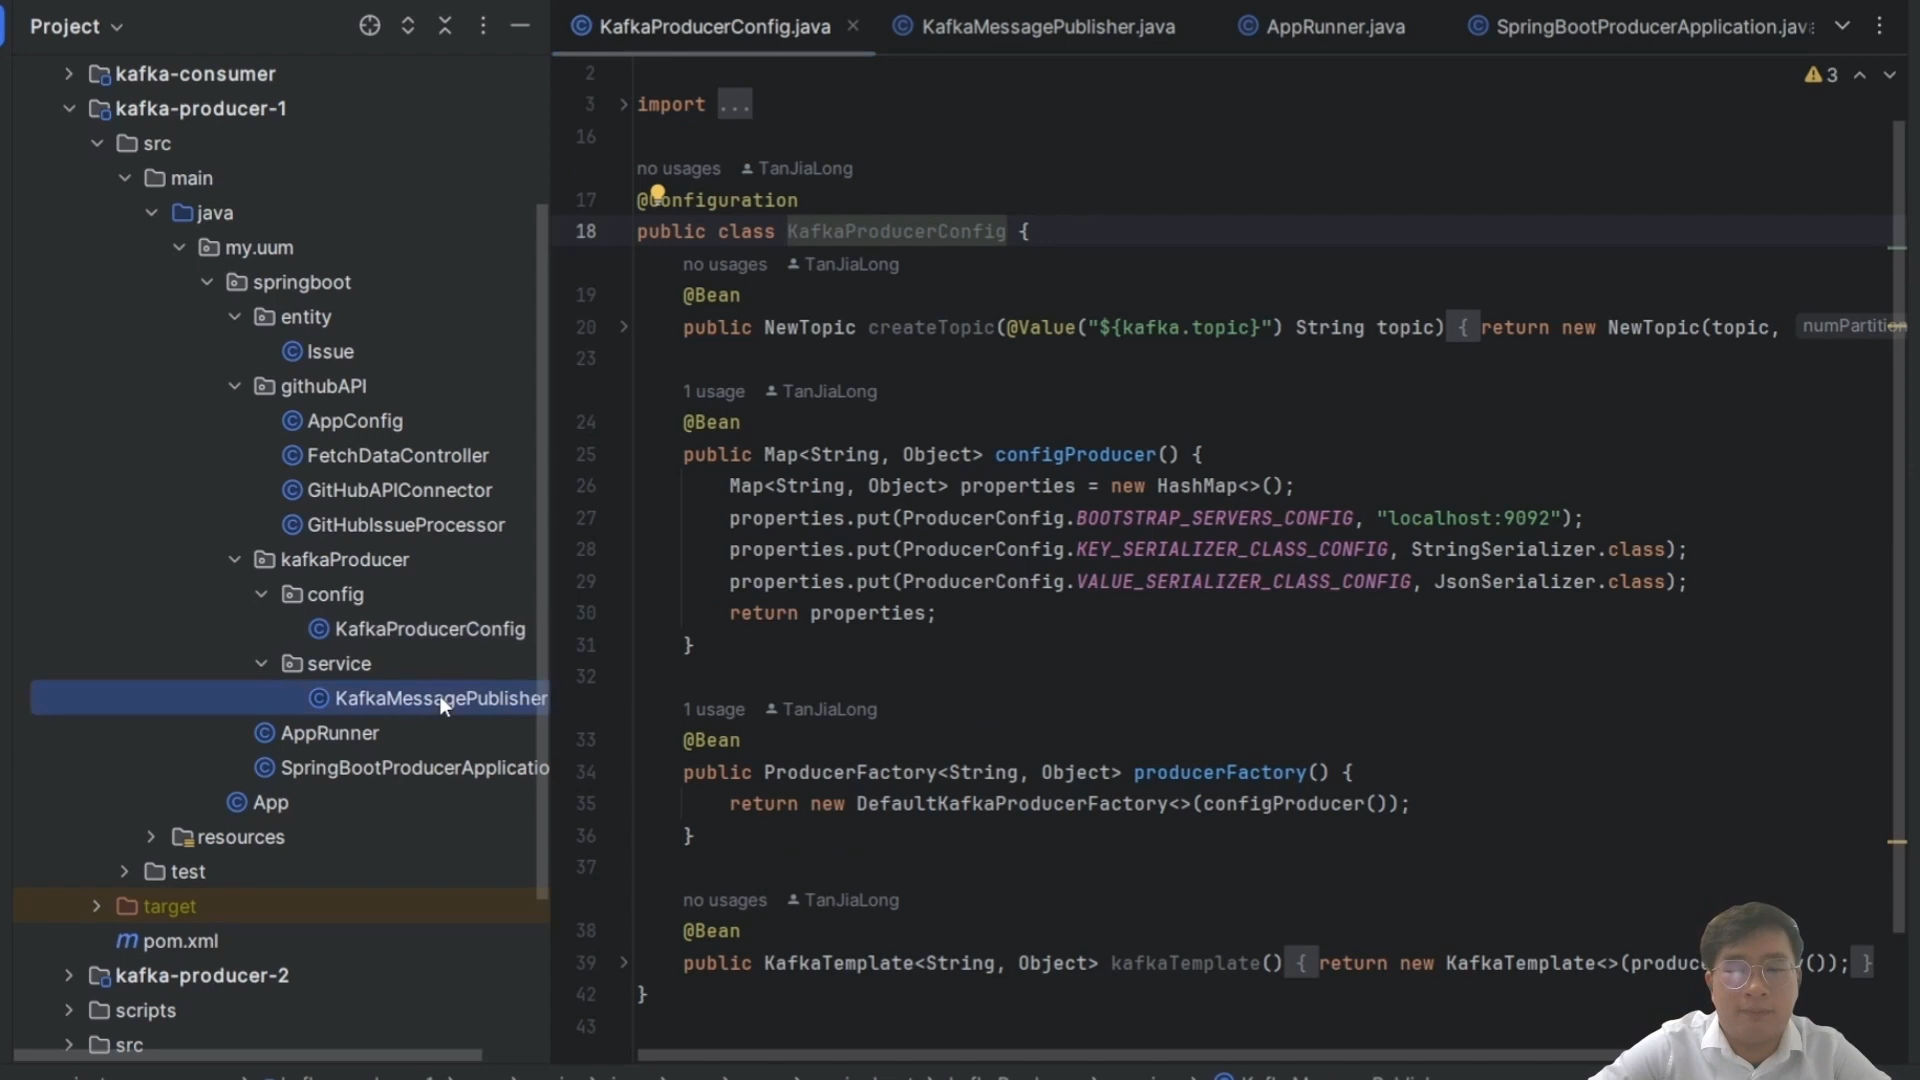 Project
kafka-consumer
kafka-producer-1
src
main
java
my.uum
springboot
entity
Issue
githubAPI
AppConfig
FetchDataController
GitHubAPIConnector
GitHubIssueProcessor
kafkaProducer
config
KafkaProducerConfig
service
KafkaMessagePublisher
AppRunner
SpringBootProducerApplicatio
App
resources
test
target
pom.xml
kafka-producer-2
scripts
src
KafkaProducerConfig.java KafkaMessagePublisher.java AppRunner.java SpringBootProducerApplication.jav
3
2
3 import ...
16
no usages TanJiaLong
17 @Configuration
18 public class KafkaProducerConfig {
no usages TanJiaLong
19 @Bean
20 public NewTopic createTopic(@Value("${kafka.topic}") String topic) { return new NewTopic(topic, numPartition
23
1 usage TanJiaLong
24 @Bean
25 public Map<String, Object> configProducer() {
26 Map<String, Object> properties = new HashMap<>();
27 properties.put(ProducerConfig.BOOTSTRAP_SERVERS_CONFIG, "localhost:9092");
28 properties.put(ProducerConfig.KEY_SERIALIZER_CLASS_CONFIG, StringSerializer.class);
29 properties.put(ProducerConfig.VALUE_SERIALIZER_CLASS_CONFIG, JsonSerializer.class);
30 return properties;
31 }
32
1 usage TanJiaLong
33 @Bean
34 public ProducerFactory<String, Object> producerFactory() {
35 return new DefaultKafkaProducerFactory<>(configProducer());
36 }
37
no usages TanJiaLong
38 @Bean
39 public KafkaTemplate<String, Object> kafkaTemplate() { return new KafkaTemplate<>(produc ()); }
42 }
43